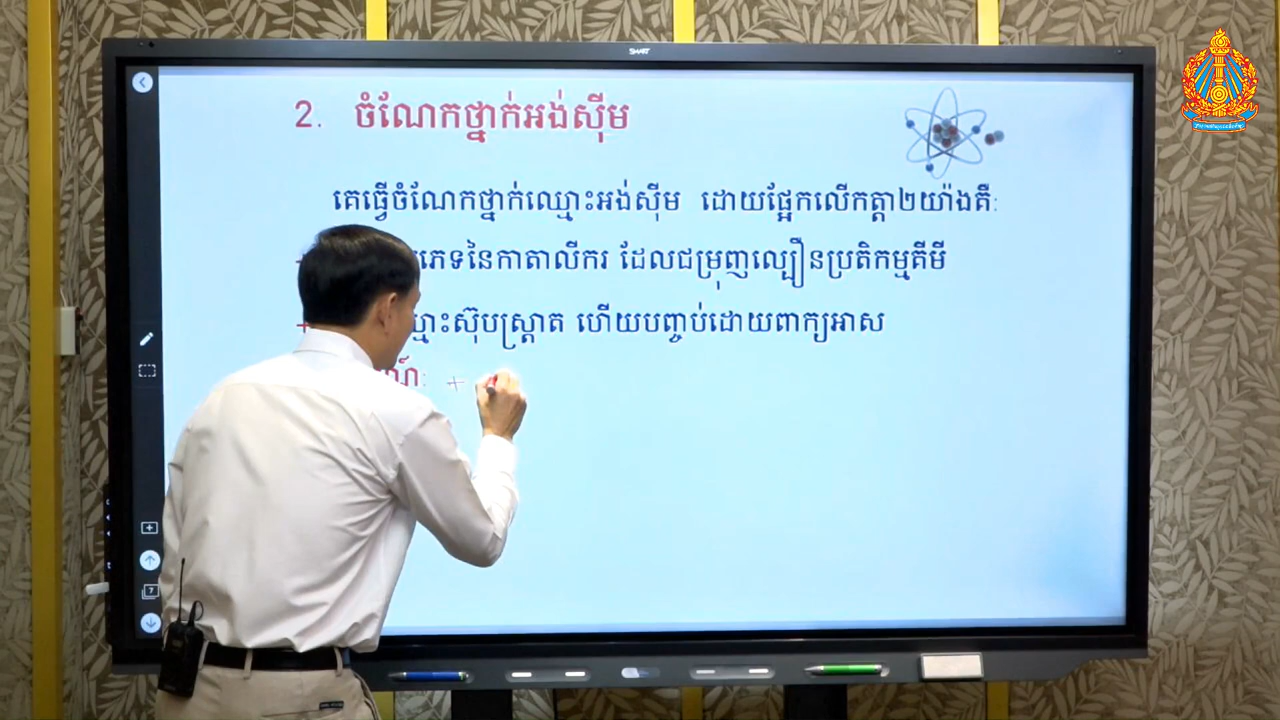 SMART
2. ចំណែកថ្នាក់អង់ស៊ីម
គេធ្វើចំណែកថ្នាក់ឈ្មោះអង់ស៊ីម ដោយផ្អែកលើកត្តា២យ៉ាងគឺៈ
នៃកាតាលីករ ដែលជម្រុញល្បឿនប្រតិកម្មគីមី
ស៊ុបស្ត្រាត ហើយបញ្ចប់ដោយពាក្យអាស
+
7